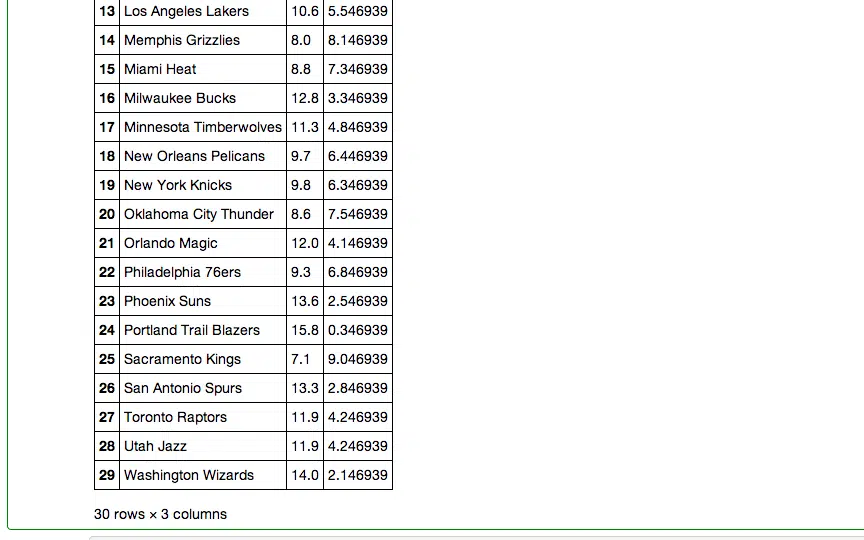 13 Los Angeles Lakers 10.6 5.546939
14 Memphis Grizzlies 8.0 8.146939
15 Miami Heat 8.8 7.346939
16 Milwaukee Bucks 12.8 3.346939
17 Minnesota Timberwolves 11.3 4.846939
18 New Orleans Pelicans 9.7 6.446939
19 New York Knicks 9.8 6.346939
20 Oklahoma City Thunder 8.6 7.546939
21 Orlando Magic 12.0 4.146939
22 Philadelphia 76ers 9.3 6.846939
23 Phoenix Suns 13.6 2.546939
24 Portland Trail Blazers 15.8 0.346939
25 Sacramento Kings 7.1 9.046939
26 San Antonio Spurs 13.3 2.846939
27 Toronto Raptors 11.9 4.246939
28 Utah Jazz 11.9 4.246939
29 Washington Wizards 14.0 2.146939
30 rows × 3 columns